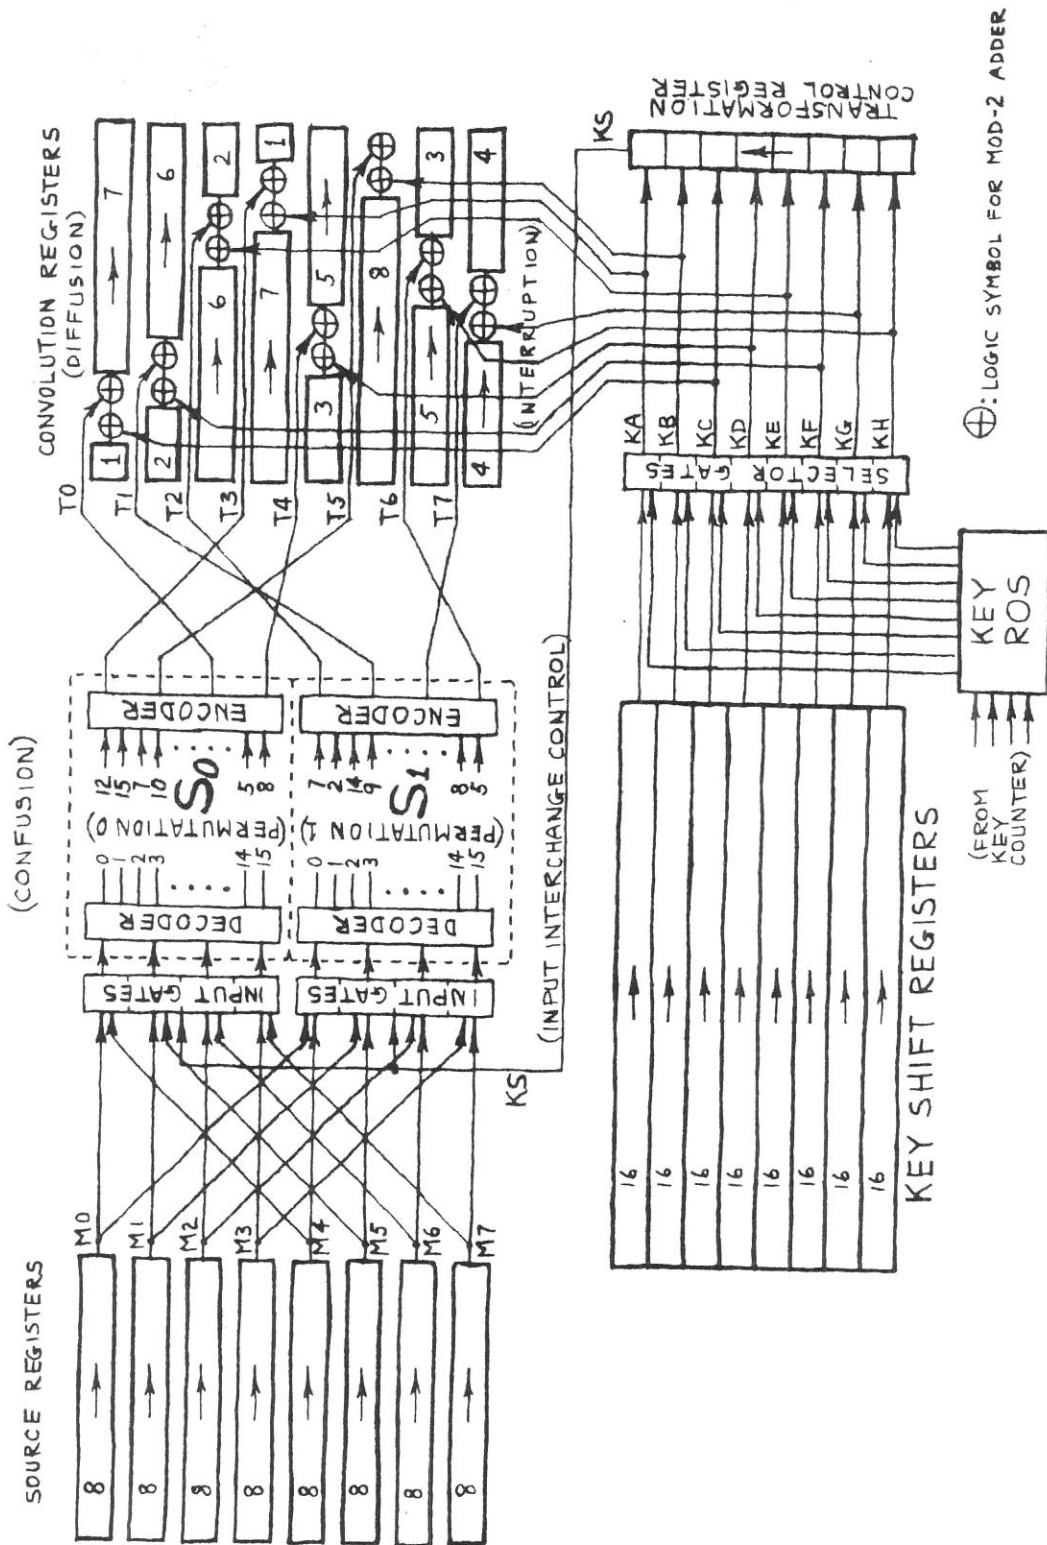 SOURCE REGISTERS
8
8
8
8
8
8
8
8
M0
M1
M2
M3
M4
M5
M6
M7
KS
(CONFUSION)
INPUT GATES
INPUT GATES
DECODER
DECODER
0
1
2
3
14
15
0
1
2
3
14
15
(PERMUTATION 0)
S0
(PERMUTATION 1)
S1
12
15
7
10
5
8
7
2
14
9
8
5
ENCODER
ENCODER
(INPUT INTERCHANGE CONTROL)
T0
T1
T2
T3
T4
T5
T6
T7
CONVOLUTION REGISTERS
(DIFFUSION)
1 7
2 6
6 2
7 1
3 5
8
5 3
4 4
(INTERRUPTION)
KS
TRANSFORMATION
CONTROL REGISTER
KEY SHIFT REGISTERS
16
16
16
16
16
16
16
16
SELECTOR GATES
KA
KB
KC
KD
KE
KF
KG
KH
KEY
ROS
(FROM
KEY
COUNTER)
⊕: LOGIC SYMBOL FOR MOD-2 ADDER